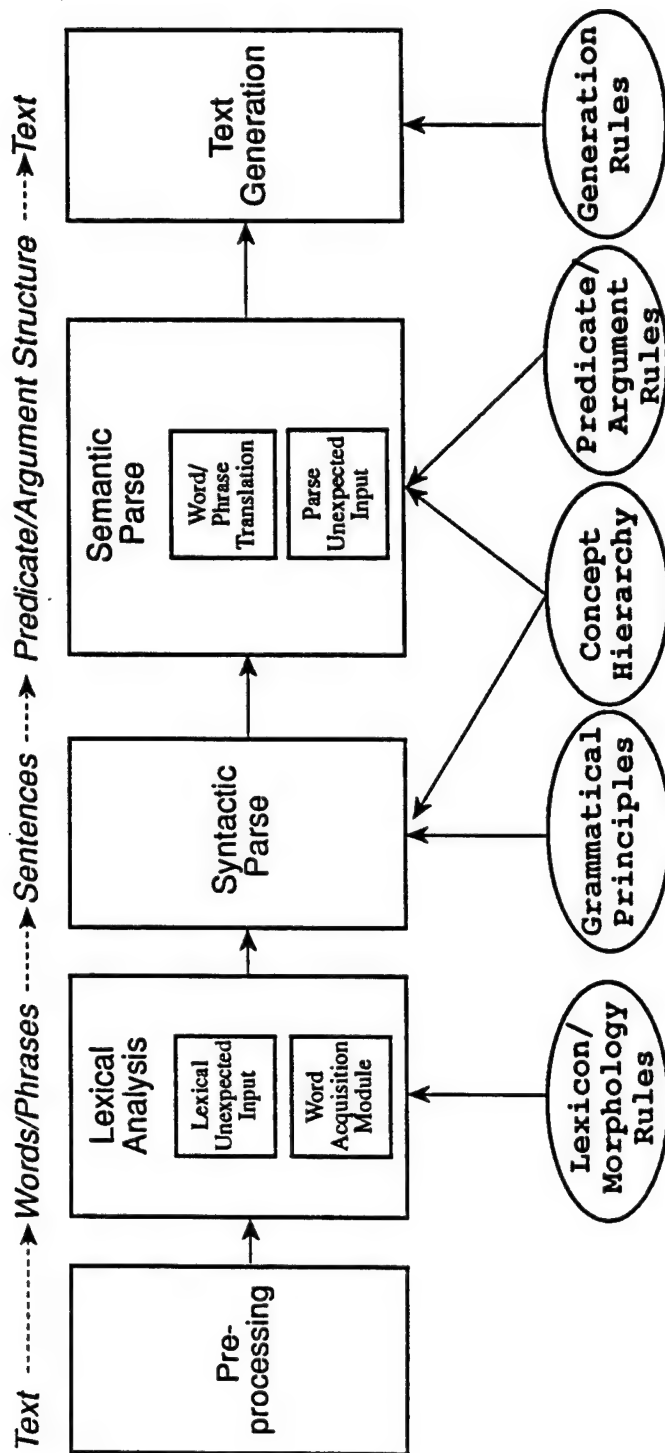 Text ----------->Words/Phrases ------>Sentences ----> Predicate/Argument Structure ---->Text
Pre-
processing
Lexical
Analysis
Lexical
Unexpected
Input
Word
Acquisition
Module
Syntactic
Parse
Semantic
Parse
Word/
Phrase
Translation
Parse
Unexpected
Input
Text
Generation
Lexicon/
Morphology
Rules
Grammatical
Principles
Concept
Hierarchy
Predicate/
Argument
Rules
Generation
Rules